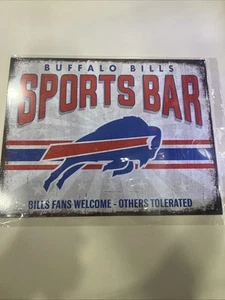 BUFFALO BILLS
SPORTS BAR
BILLS FANS WELCOME - OTHERS TOLERATED